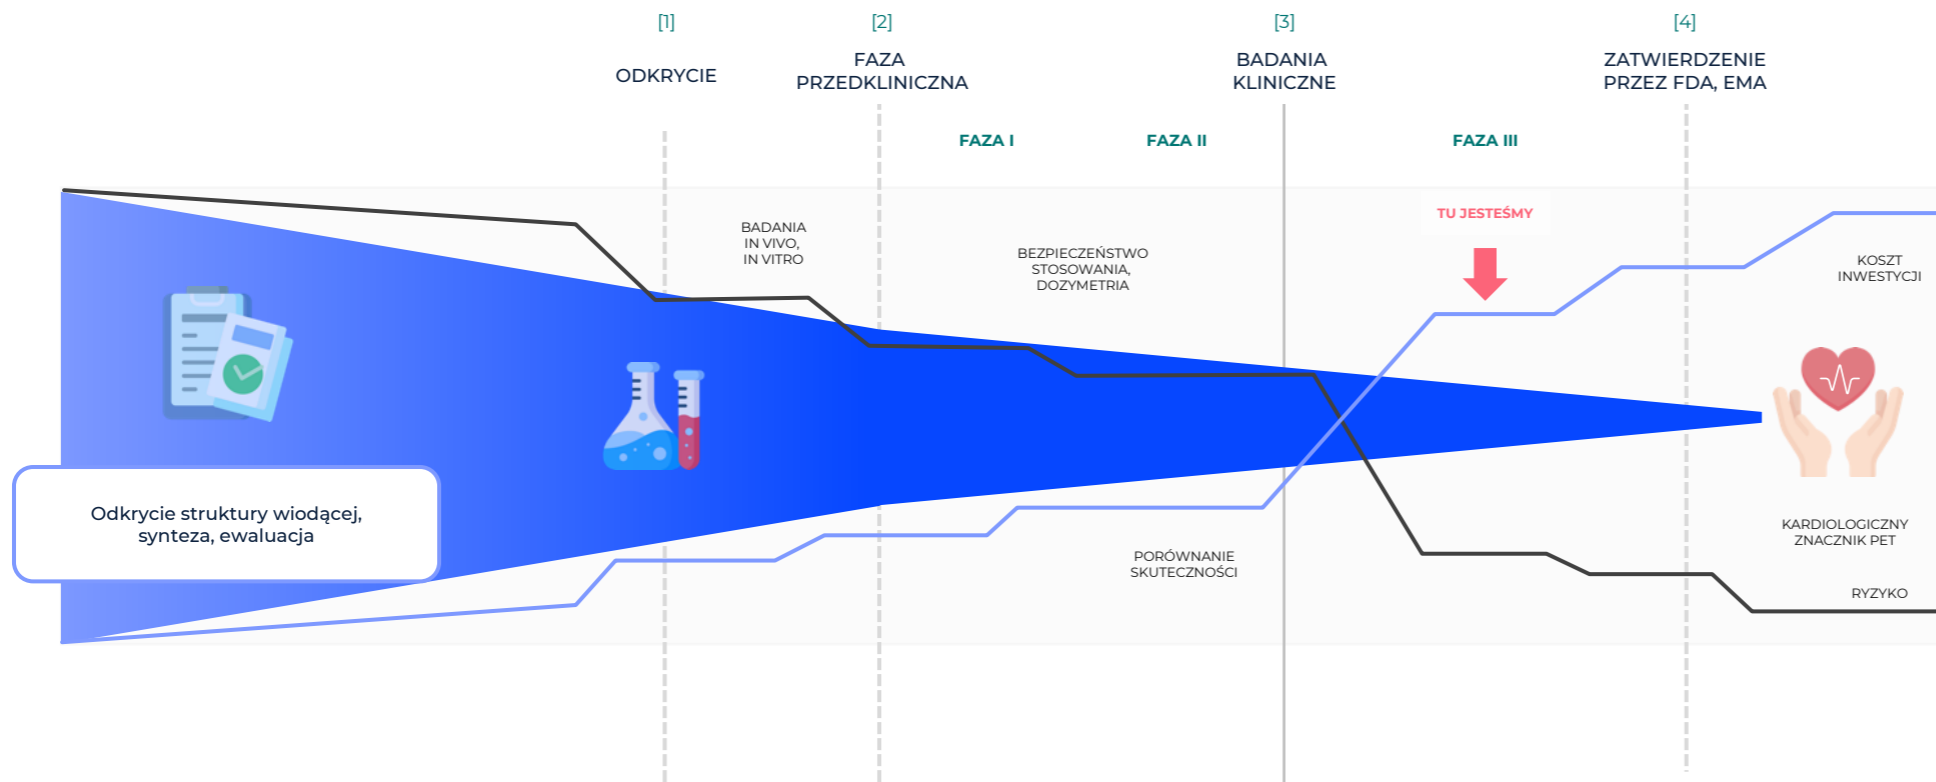 [1]
[2]
[3]
[4]
ODKRYCIE
FAZA
PRZEDKLINICZNA
BADANIA
KLINICZNE
ZATWIERDZENIE
PRZEZ FDA, EMA
FAZA I
FAZA II
FAZA III
TU JESTEŚMY
BADANIA
IN VIVO,
IN VITRO
BEZPIECZEŃSTWO
STOSOWANIA,
DOZYMETRIA
KOSZT
INWESTYCJI
Odkrycie struktury wiodącej,
synteza, ewaluacja
PORÓWNANIE
SKUTECZNOŚCI
KARDIOLOGICZNY
ZNACZNIK PET
RYZYKO